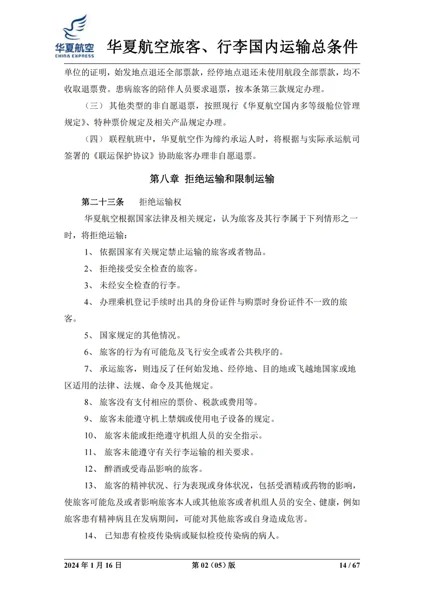 华夏航空
CHINA EXPRESS
华夏航空旅客、行李国内运输总条件
单位的证明，始发地点退还全部票款，经停地点退还未使用航段全部票款，均不
收取退票费。患病旅客的陪伴人员要求退票，按本条第三款规定办理。
（三） 其他类型的非自愿退票，按照现行《华夏航空国内多等级舱位管理
规定》、特种票价规定及相关产品规定办理。
（四） 联程航班中，华夏航空作为缔约承运人时，将根据与实际承运航司
签署的《联运保护协议》协助旅客办理非自愿退票。
第八章 拒绝运输和限制运输
第二十三条 拒绝运输权
华夏航空根据国家法律及相关规定，认为旅客及其行李属于下列情形之一
时，将拒绝运输：
1、 依据国家有关规定禁止运输的旅客或者物品。
2、 拒绝接受安全检查的旅客。
3、 未经安全检查的行李。
4、 办理乘机登记手续时出具的身份证件与购票时身份证件不一致的旅
客。
5、 国家规定的其他情况。
6、 旅客的行为有可能危及飞行安全或者公共秩序的。
7、 承运旅客，则违反了任何始发地、经停地、目的地或飞越地国家或地
区适用的法律、法规、命令及其他规定。
8、 旅客没有支付相应的票价、税款或费用等。
9、 旅客未能遵守机上禁烟或使用电子设备的规定。
10、 旅客未能或拒绝遵守机组人员的安全指示。
11、 旅客未能遵守有关行李运输的相关要求。
12、 醉酒或受毒品影响的旅客。
13、 旅客的精神状况、行为表现或身体状况，包括受酒精或药物的影响，
使旅客可能危及或者影响旅客本人或其他旅客或者机组人员的安全、健康，例如
旅客患有精神病且在发病期间，可能对其他旅客或自身造成危害。
14、 已知患有检疫传染病或疑似检疫传染病的病人。
2024 年 1 月 16 日 第 02（05）版 14 / 67